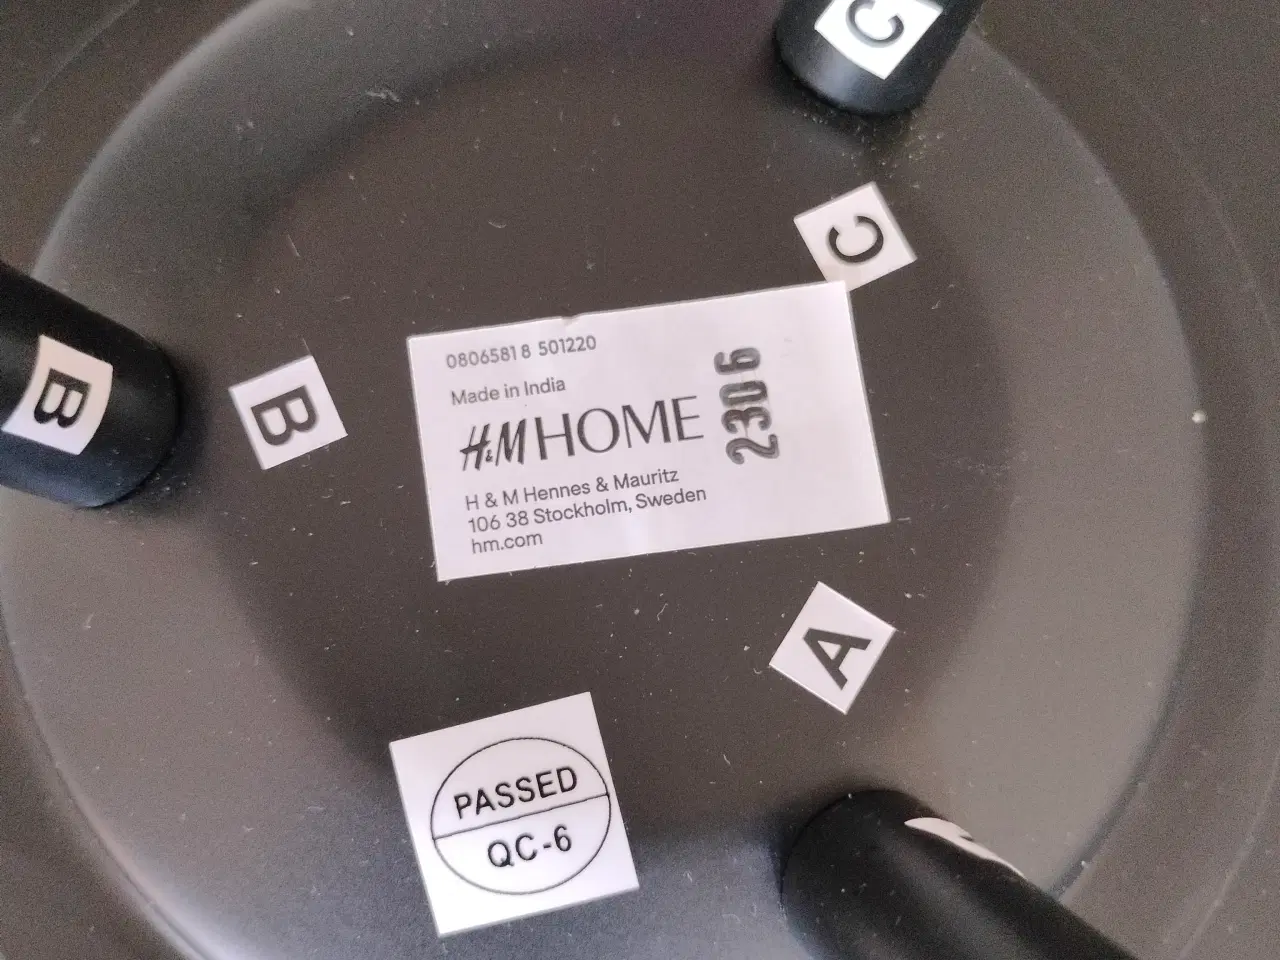 C
C
B
B
08065818 501220
Made in India
H&M HOME
2306
H & M Hennes & Mauritz
106 38 Stockholm, Sweden
hm.com
A
PASSED
QC-6